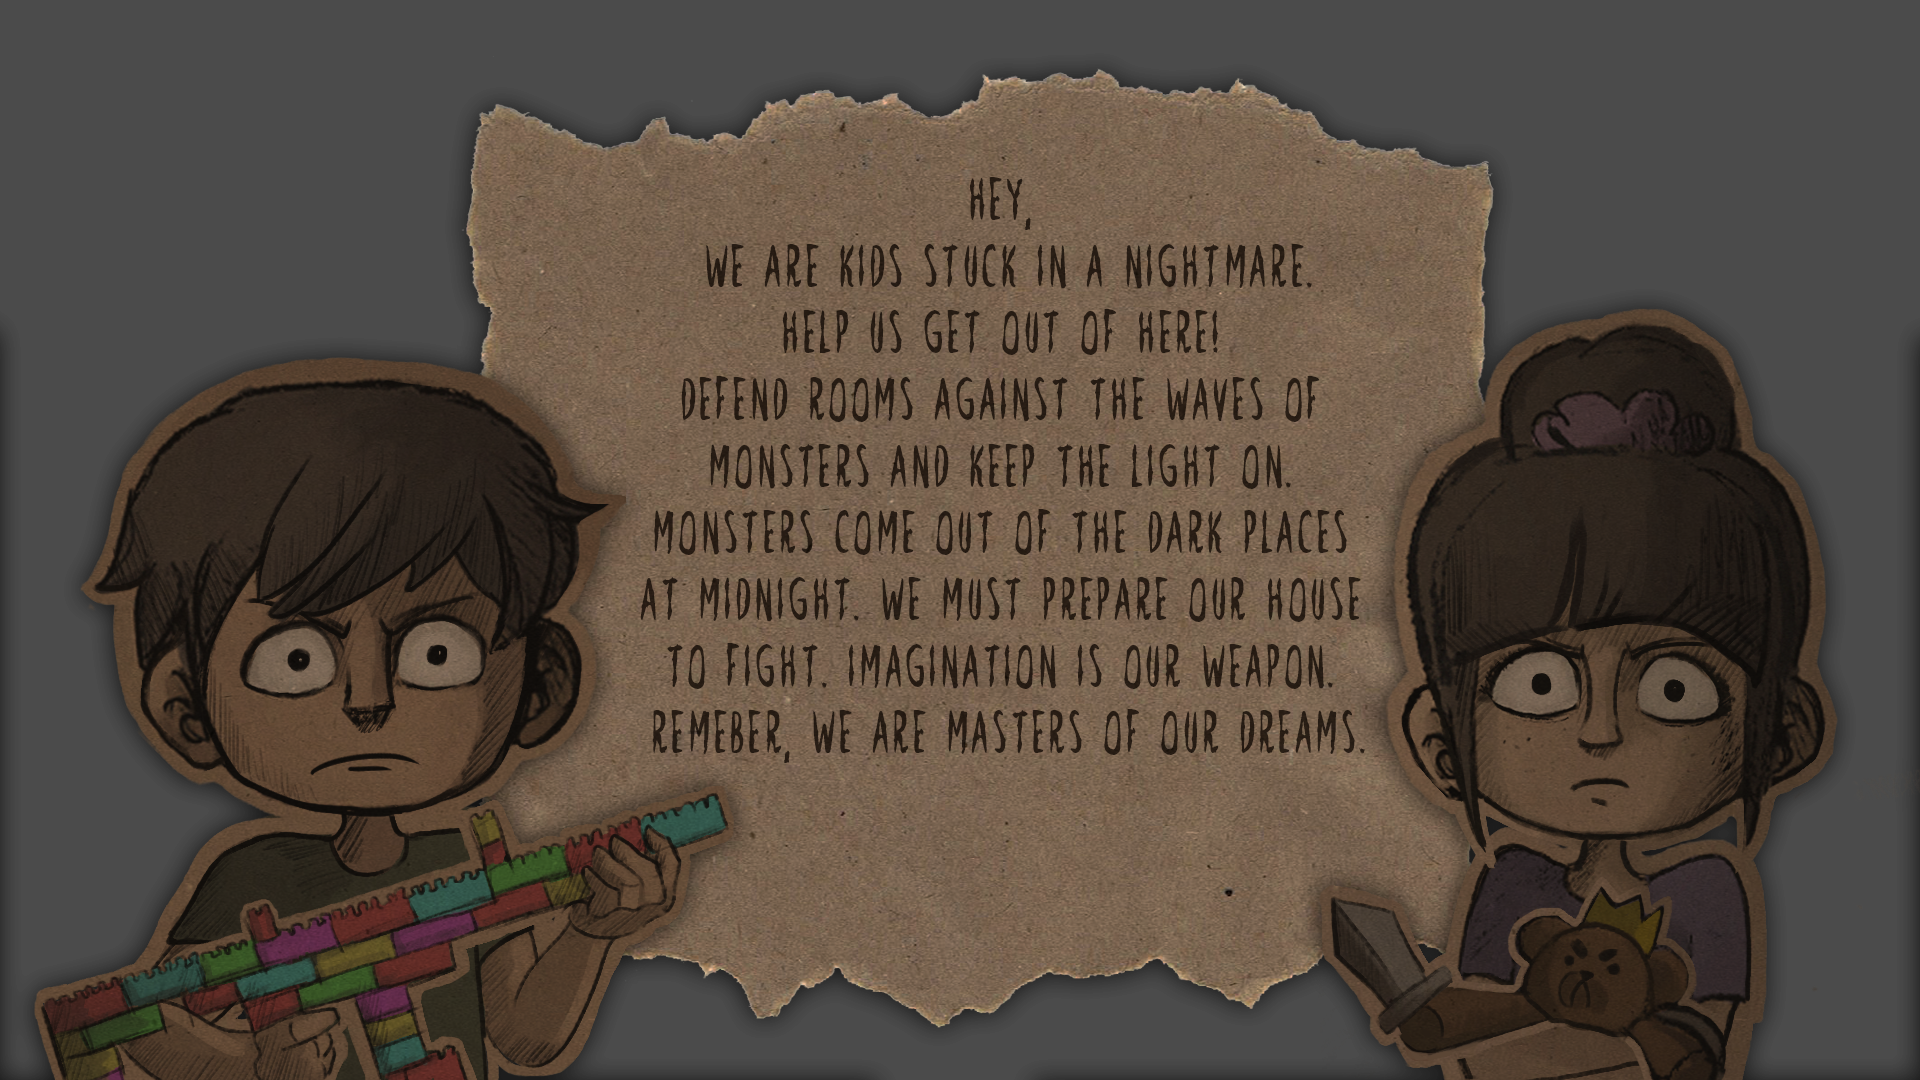 HEY,
WE ARE KIDS STUCK IN A NIGHTMARE.
HELP US GET OUT OF HERE!
DEFEND ROOMS AGAINST THE WAVES OF
MONSTERS AND KEEP THE LIGHT ON.
MONSTERS COME OUT OF THE DARK PLACES
AT MIDNIGHT. WE MUST PREPARE OUR HOUSE
TO FIGHT. IMAGINATION IS OUR WEAPON.
REMEBER, WE ARE MASTERS OF OUR DREAMS.